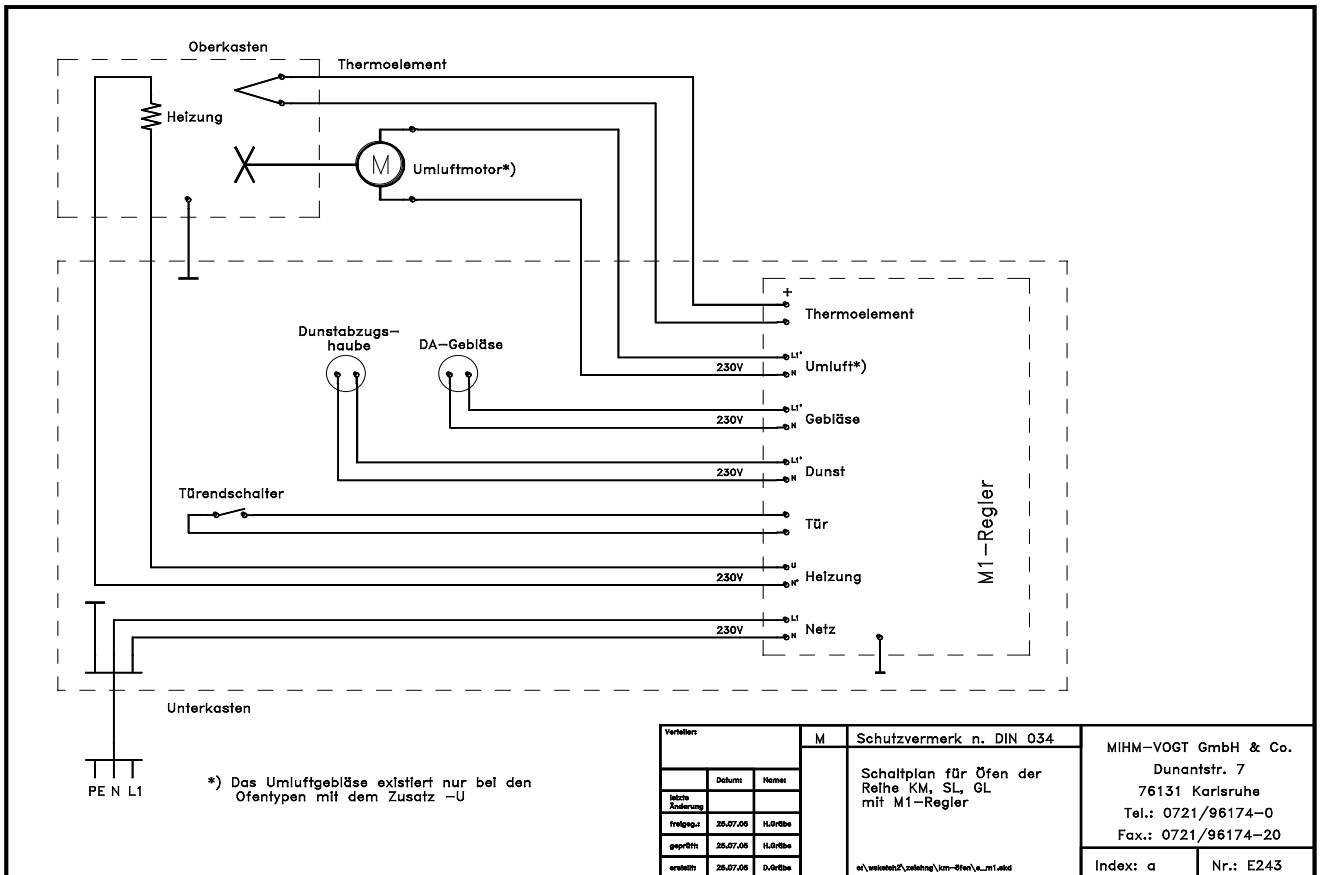 Oberkasten
Thermoelement
Heizung
M
Umluftmotor*)
+
Thermoelement
Dunstabzugs-
haube
DA-Gebläse
L1'
230V N Umluft*)
L1'
230V N Gebläse
L1'
230V N Dunst
Türendschalter
Tür
M1-Regler
U
230V N' Heizung
L1
230V N Netz
Unterkasten
PE N L1
*) Das Umluftgebläse existiert nur bei den
Ofentypen mit dem Zusatz -U
Verteiler:
M
Schutzvermerk n. DIN 034
Datum: Name:
letzte
Änderung
freigeg.: 25.07.05 H.Gräbe
geprüft: 25.07.05 H.Gräbe
erstellt: 25.07.05 D.Gräbe
Schaltplan für Öfen der
Reihe KM, SL, GL
mit M1-Regler
MIHM-VOGT GmbH & Co.
Dunantstr. 7
76131 Karlsruhe
Tel.: 0721/96174-0
Fax.: 0721/96174-20
Index: a
Nr.: E243